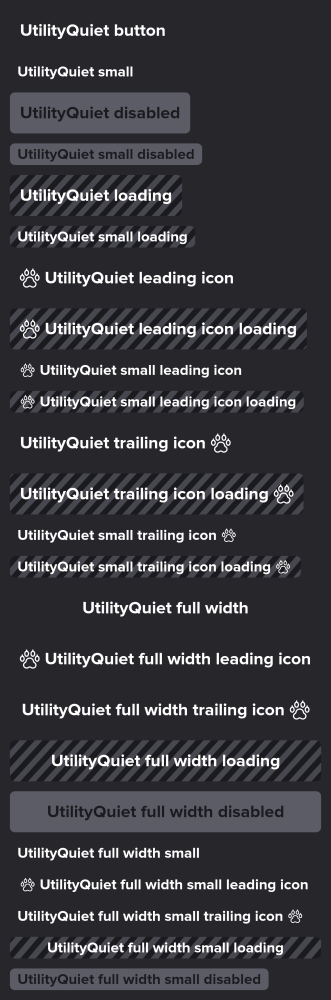 UtilityQuiet button
UtilityQuiet small
UtilityQuiet disabled
UtilityQuiet small disabled
UtilityQuiet loading
UtilityQuiet small loading
UtilityQuiet leading icon
UtilityQuiet leading icon loading
UtilityQuiet small leading icon
UtilityQuiet small leading icon loading
UtilityQuiet trailing icon
UtilityQuiet trailing icon loading
UtilityQuiet small trailing icon
UtilityQuiet small trailing icon loading
UtilityQuiet full width
UtilityQuiet full width leading icon
UtilityQuiet full width trailing icon
UtilityQuiet full width loading
UtilityQuiet full width disabled
UtilityQuiet full width small
UtilityQuiet full width small leading icon
UtilityQuiet full width small trailing icon
UtilityQuiet full width small loading
UtilityQuiet full width small disabled